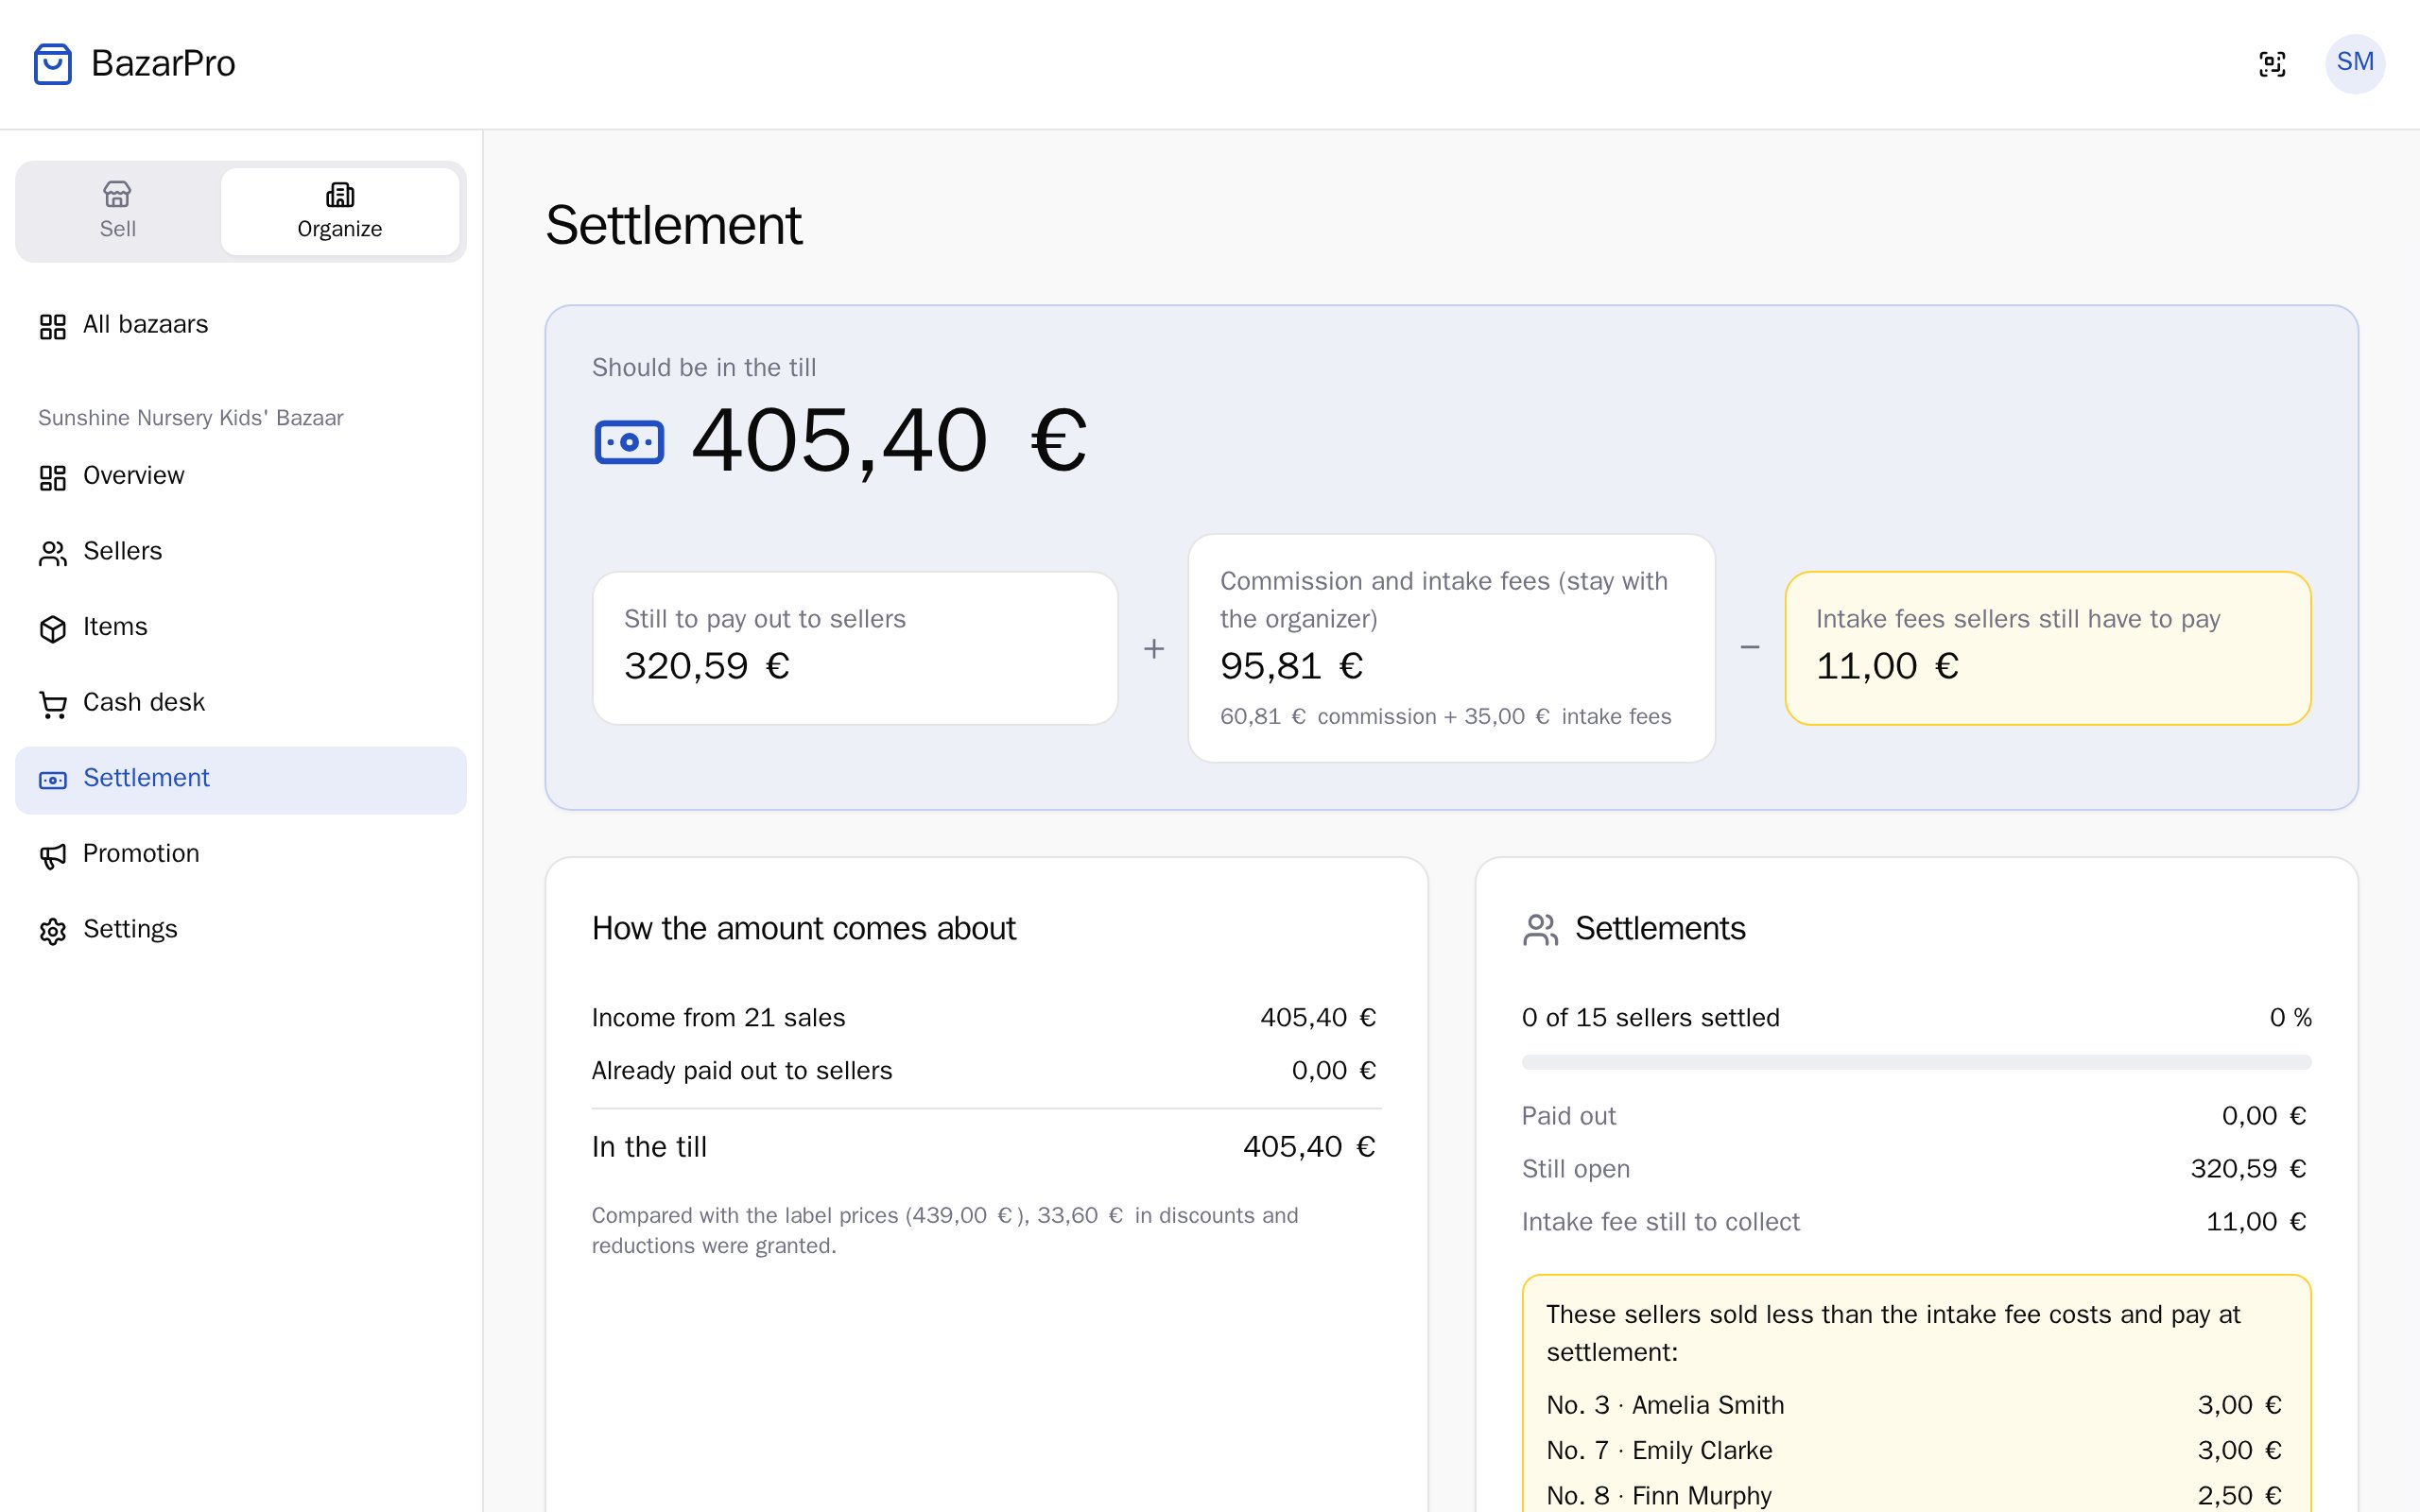 BazarPro
SM
Sell
Organize
All bazaars
Sunshine Nursery Kids' Bazaar
Overview
Sellers
Items
Cash desk
Settlement
Promotion
Settings
Settlement
Should be in the till
405,40 €
Still to pay out to sellers
320,59 €
+
Commission and intake fees (stay with
the organizer)
95,81 €
60,81 € commission + 35,00 € intake fees
−
Intake fees sellers still have to pay
11,00 €
How the amount comes about
Income from 21 sales 405,40 €
Already paid out to sellers 0,00 €
In the till 405,40 €
Compared with the label prices (439,00 €), 33,60 € in discounts and
reductions were granted.
Settlements
0 of 15 sellers settled 0 %
Paid out 0,00 €
Still open 320,59 €
Intake fee still to collect 11,00 €
These sellers sold less than the intake fee costs and pay at
settlement:
No. 3 · Amelia Smith 3,00 €
No. 7 · Emily Clarke 3,00 €
No. 8 · Finn Murphy 2,50 €